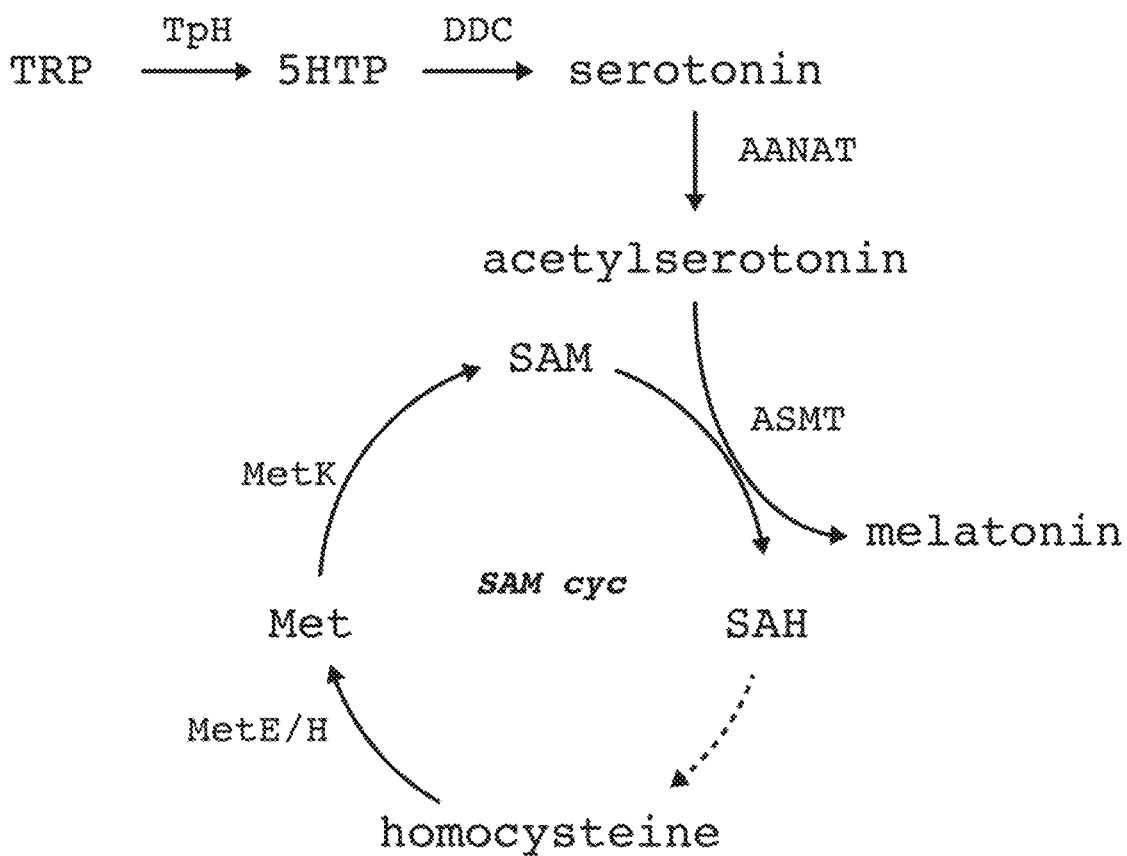 TpH DDC
TRP 5HTP serotonin
AANAT
acetylserotonin
SAM
ASMT
MetK
melatonin
SAM cyc
Met SAH
MetE/H
homocysteine